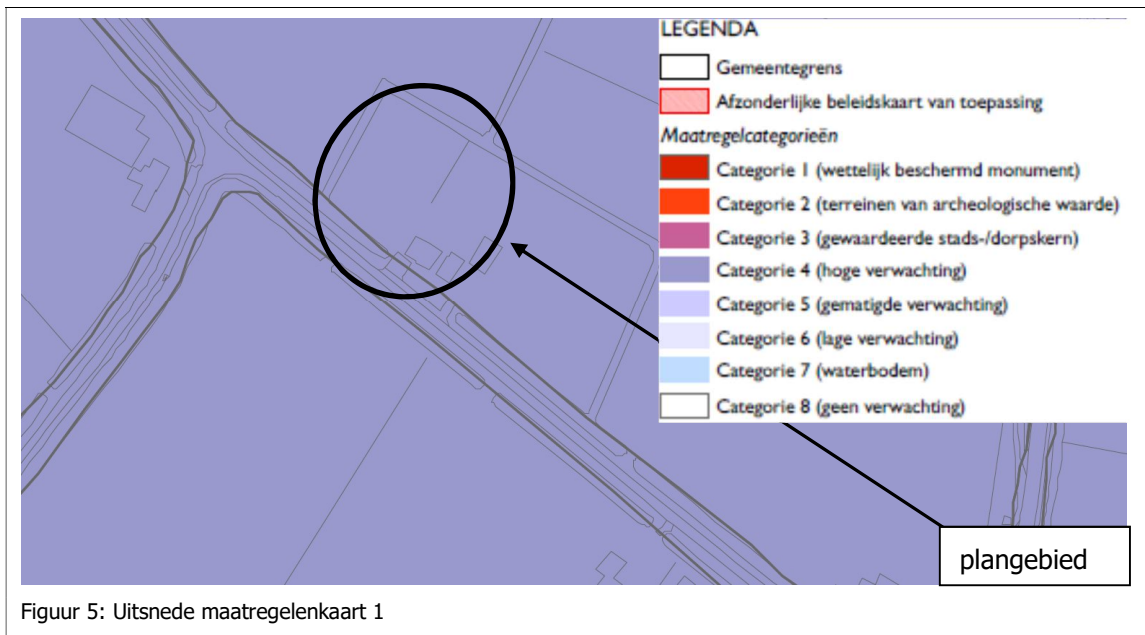 LEGENDA
Gemeentegrens
Afzonderlijke beleidskaart van toepassing
Maatregelcategorieën
Categorie 1 (wettelijk beschermd monument)
Categorie 2 (terreinen van archeologische waarde)
Categorie 3 (gewaardeerde stads-/dorpskern)
Categorie 4 (hoge verwachting)
Categorie 5 (gematigde verwachting)
Categorie 6 (lage verwachting)
Categorie 7 (waterbodem)
Categorie 8 (geen verwachting)
plangebied
Figuur 5: Uitsnede maatregelenkaart 1